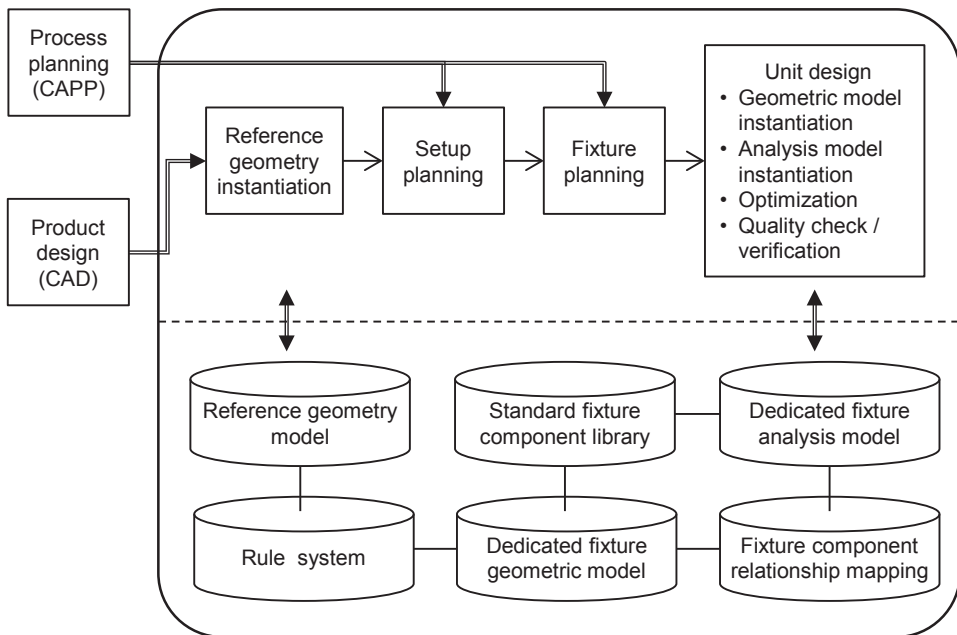 Process
planning
(CAPP)
Product
design
(CAD)
Reference
geometry
instantiation
Setup
planning
Fixture
planning
Unit design
• Geometric model
instantiation
• Analysis model
instantiation
• Optimization
• Quality check /
verification
Reference geometry
model
Standard fixture
component library
Dedicated fixture
analysis model
Rule system
Dedicated fixture
geometric model
Fixture component
relationship mapping